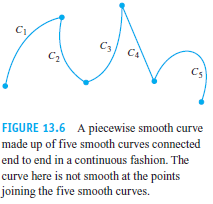 C1
C2
C3
C4
C5
FIGURE 13.6 A piecewise smooth curve
made up of five smooth curves connected
end to end in a continuous fashion. The
curve here is not smooth at the points
joining the five smooth curves.